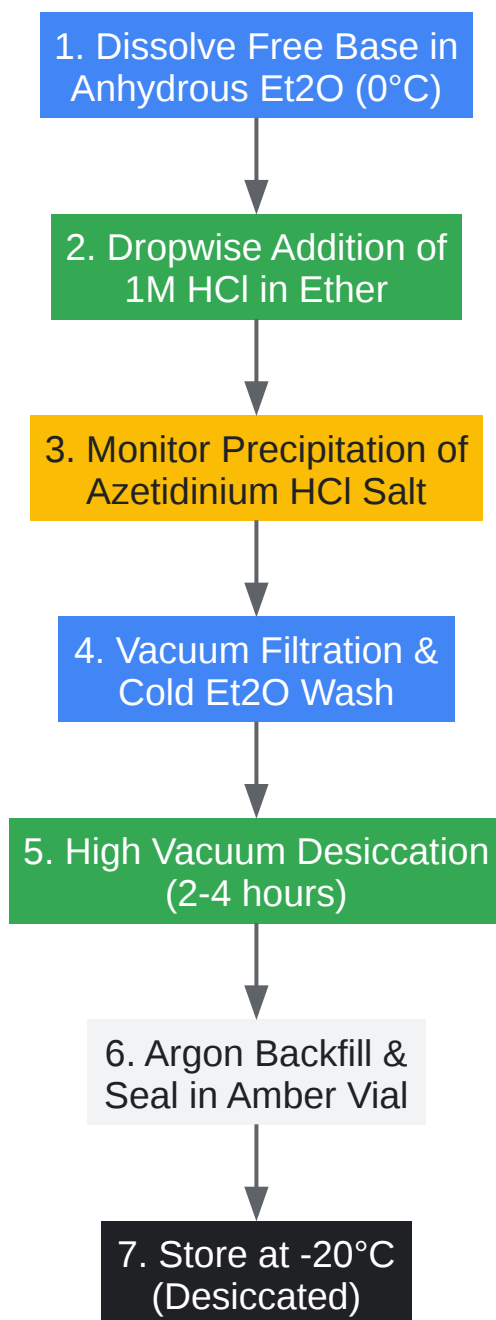 1. Dissolve Free Base in
Anhydrous Et2O (0°C)
2. Dropwise Addition of
1M HCl in Ether
3. Monitor Precipitation of
Azetidinium HCl Salt
4. Vacuum Filtration &
Cold Et2O Wash
5. High Vacuum Desiccation
(2-4 hours)
6. Argon Backfill &
Seal in Amber Vial
7. Store at -20°C
(Desiccated)